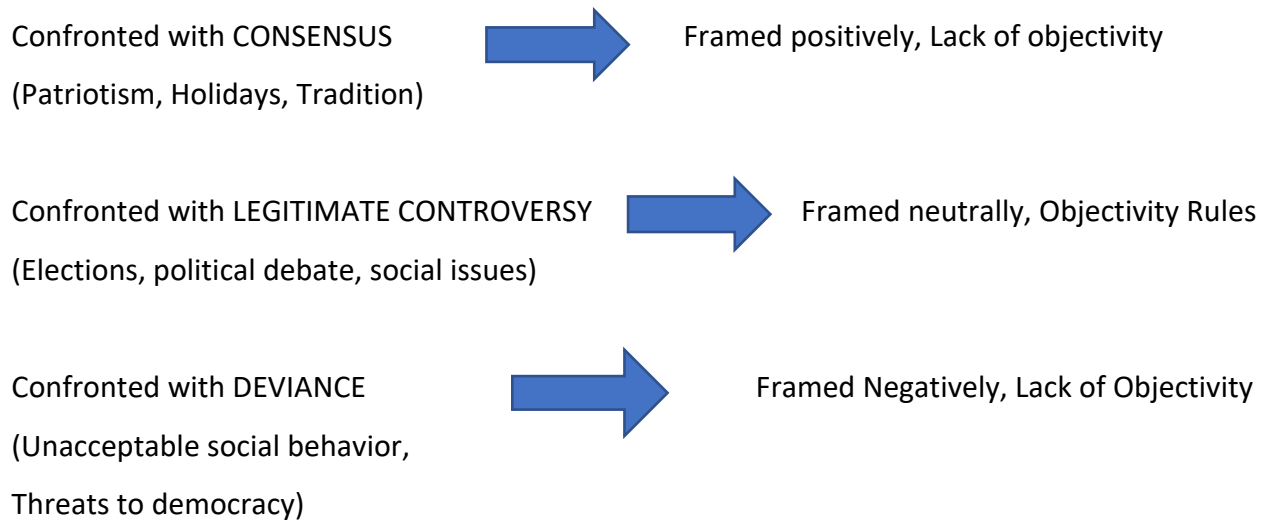 Confronted with CONSENSUS Framed positively, Lack of objectivity
(Patriotism, Holidays, Tradition)
Confronted with LEGITIMATE CONTROVERSY Framed neutrally, Objectivity Rules
(Elections, political debate, social issues)
Confronted with DEVIANCE Framed Negatively, Lack of Objectivity
(Unacceptable social behavior,
Threats to democracy)